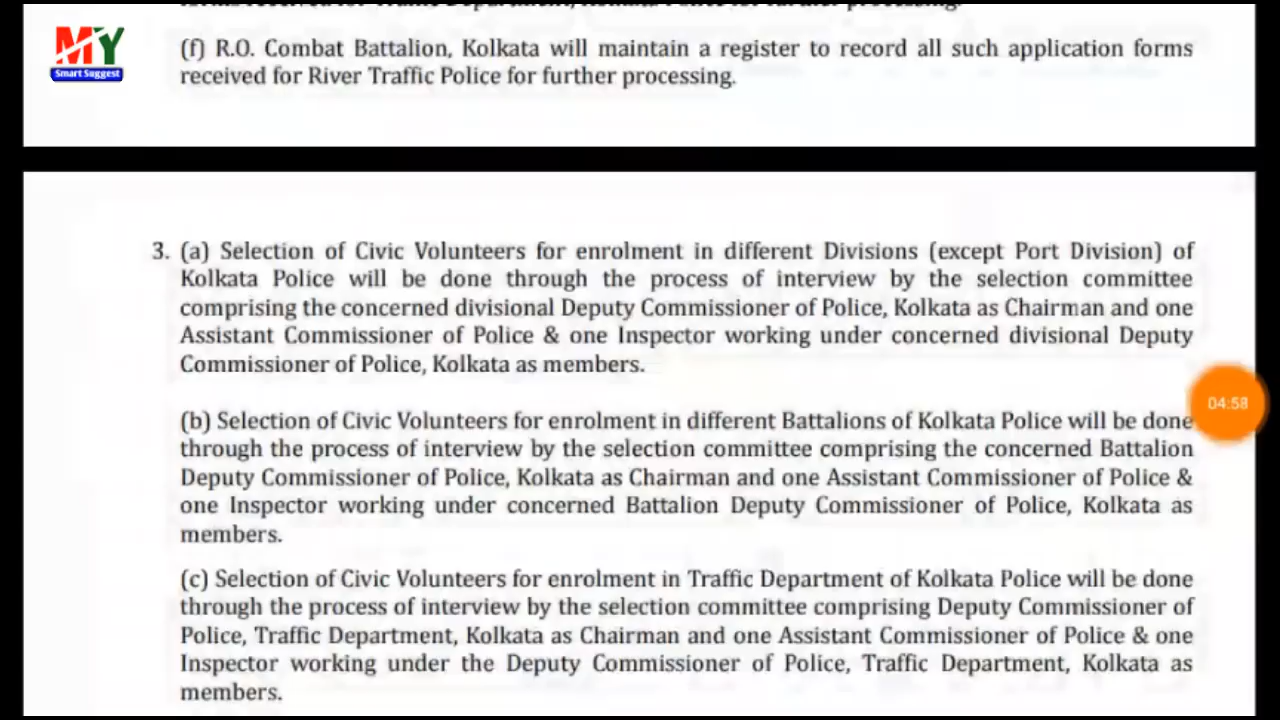 forms received for Traffic Department, Kolkata Police for further processing.
MY
Smart Suggest
(f) R.O. Combat Battalion, Kolkata will maintain a register to record all such application forms
received for River Traffic Police for further processing.
3. (a) Selection of Civic Volunteers for enrolment in different Divisions (except Port Division) of
Kolkata Police will be done through the process of interview by the selection committee
comprising the concerned divisional Deputy Commissioner of Police, Kolkata as Chairman and one
Assistant Commissioner of Police & one Inspector working under concerned divisional Deputy
Commissioner of Police, Kolkata as members.
04:58
(b) Selection of Civic Volunteers for enrolment in different Battalions of Kolkata Police will be done
through the process of interview by the selection committee comprising the concerned Battalion
Deputy Commissioner of Police, Kolkata as Chairman and one Assistant Commissioner of Police &
one Inspector working under concerned Battalion Deputy Commissioner of Police, Kolkata as
members.
(c) Selection of Civic Volunteers for enrolment in Traffic Department of Kolkata Police will be done
through the process of interview by the selection committee comprising Deputy Commissioner of
Police, Traffic Department, Kolkata as Chairman and one Assistant Commissioner of Police & one
Inspector working under the Deputy Commissioner of Police, Traffic Department, Kolkata as
members.